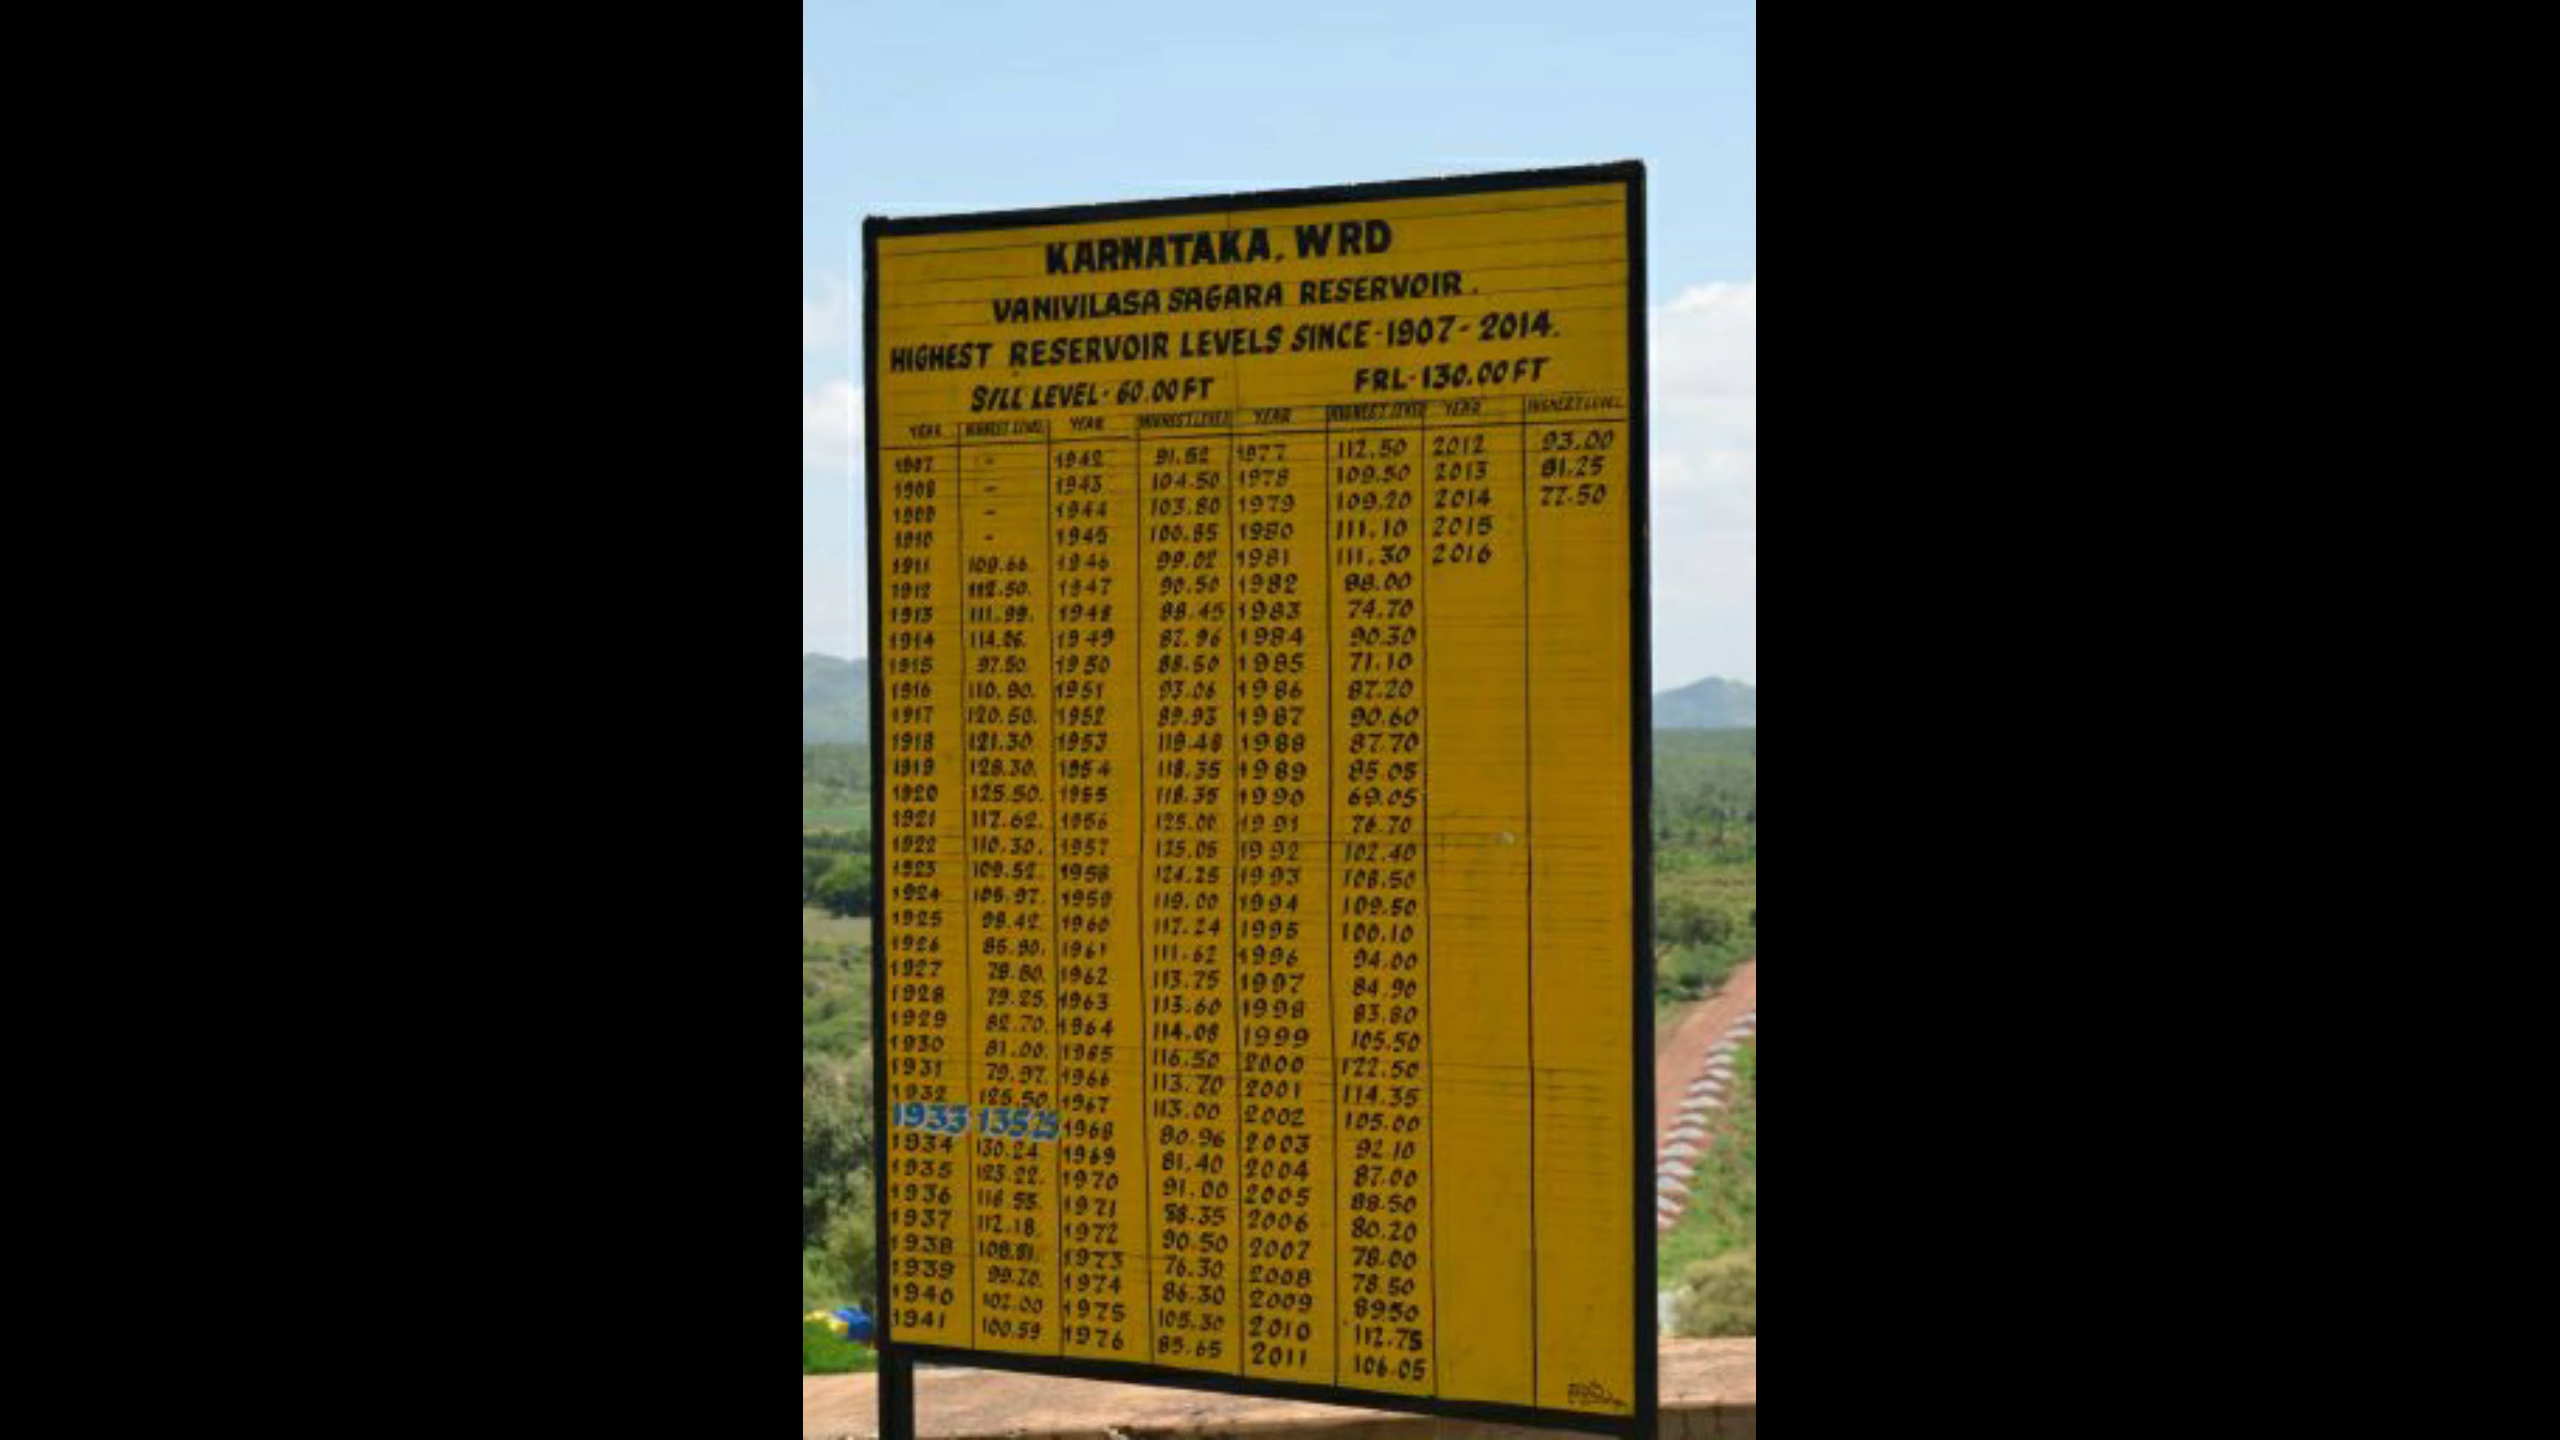 KARNATAKA. WRD
VANIVILASA SAGARA RESERVOIR.
HIGHEST RESERVOIR LEVELS SINCE-1907-2014.
SILL LEVEL-60.00FT FRL-130.00FT
YEAR HIGHEST LEVEL YEAR HIGHEST LEVEL YEAR HIGHEST LEVEL YEAR HIGHEST LEVEL
1907 - 1942 91.52 1977 112.50 2012 93.00
1908 - 1943 104.50 1978 109.50 2013 81.25
1909 - 1944 103.80 1979 109.20 2014 77.50
1910 - 1945 100.85 1980 111.10 2015
1911 109.66. 1946 99.02 1981 111.30 2016
1912 112.50. 1947 90.50 1982 88.00
1913 111.99. 1948 88.45 1983 74.70
1914 114.06. 1949 82.96 1984 90.30
1915 97.50. 1950 88.50 1985 71.10
1916 110.90. 1951 93.06 1986 87.20
1917 120.50. 1952 89.93 1987 90.60
1918 121.30. 1953 119.48 1988 87.70
1919 128.30. 1954 118.35 1989 85.05
1920 125.50. 1955 118.35 1990 69.05
1921 117.62. 1956 125.00 1991 76.70
1922 110.30. 1957 125.05 1992 102.40
1923 109.52. 1958 124.25 1993 108.50
1924 105.97. 1959 119.00 1994 109.50
1925 98.42. 1960 117.24 1995 100.10
1926 85.90. 1961 111.62 1996 94.00
1927 79.80. 1962 113.75 1997 84.90
1928 79.25. 1963 113.60 1998 83.80
1929 82.70. 1964 114.08 1999 105.50
1930 81.00. 1965 116.50 2000 122.50
1931 79.97. 1966 113.70 2001 114.35
1932 125.50. 1967 113.00 2002 105.00
1933 135.25 1968 80.96 2003 92.10
1934 130.24. 1969 81.40 2004 87.00
1935 123.22. 1970 91.00 2005 88.50
1936 116.55. 1971 88.35 2006 80.20
1937 112.18. 1972 90.50 2007 78.00
1938 108.81. 1973 76.30 2008 78.50
1939 99.70. 1974 86.30 2009 89.50
1940 102.00 1975 105.30 2010 112.75
1941 100.59 1976 85.65 2011 106.05